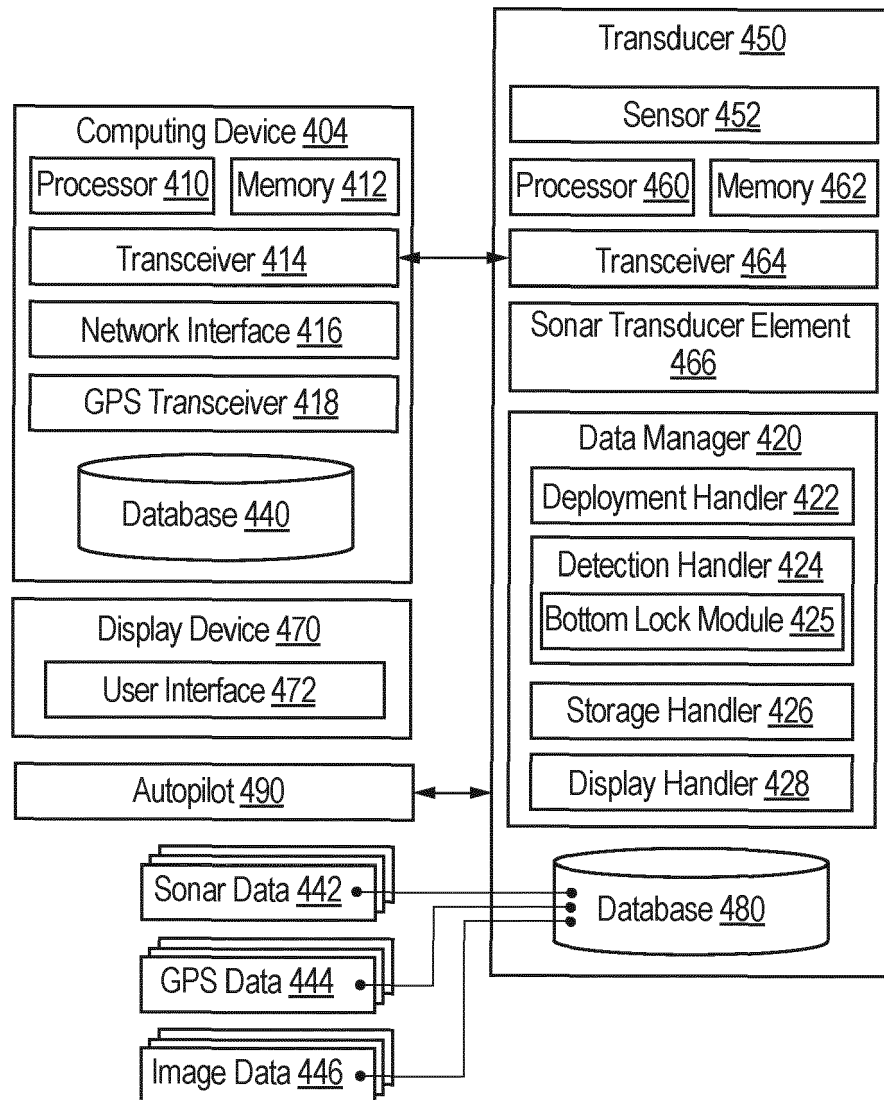 Transducer 450
Sensor 452
Processor 460
Memory 462
Transceiver 464
Sonar Transducer Element
466
Data Manager 420
Deployment Handler 422
Detection Handler 424
Bottom Lock Module 425
Storage Handler 426
Display Handler 428
Database 480
Computing Device 404
Processor 410
Memory 412
Transceiver 414
Network Interface 416
GPS Transceiver 418
Database 440
Display Device 470
User Interface 472
Autopilot 490
Sonar Data 442
GPS Data 444
Image Data 446